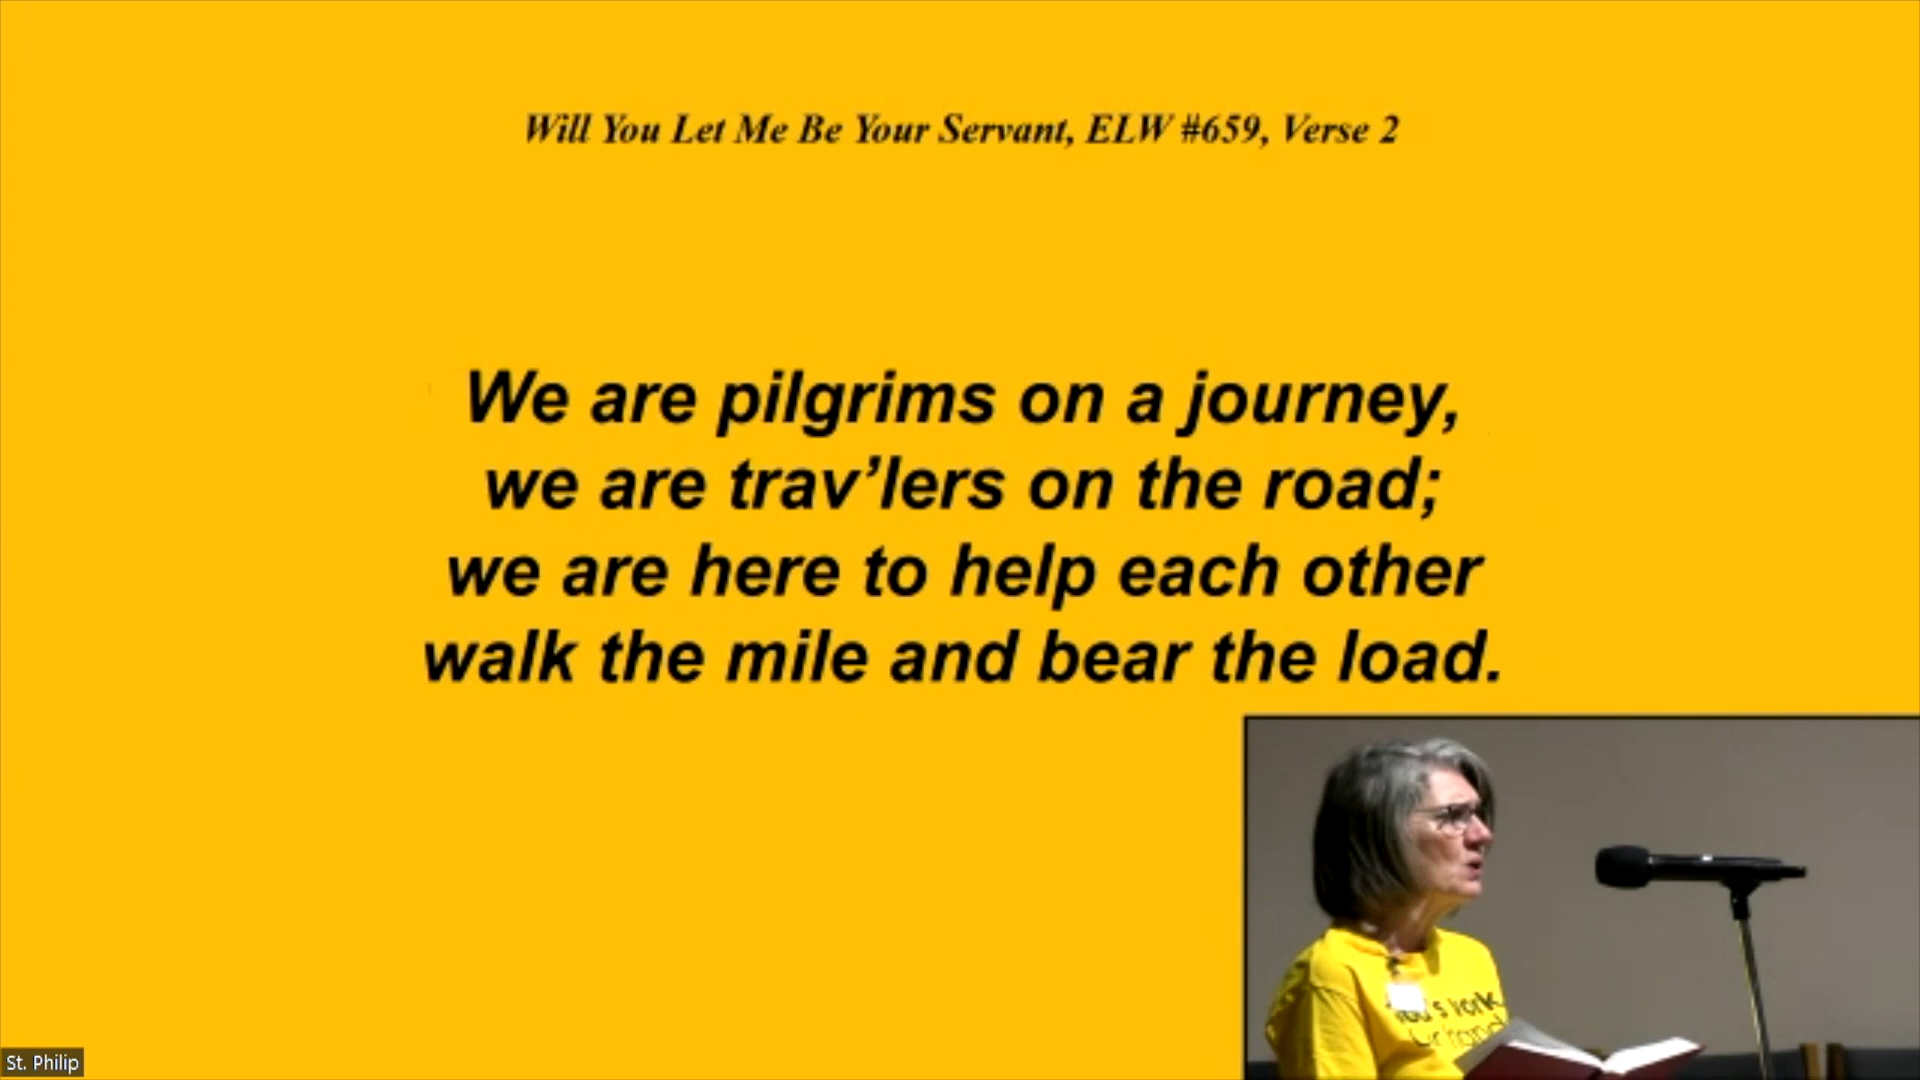 Will You Let Me Be Your Servant, ELW #659, Verse 2
We are pilgrims on a journey,
we are trav’lers on the road;
we are here to help each other
walk the mile and bear the load.
St. Philip